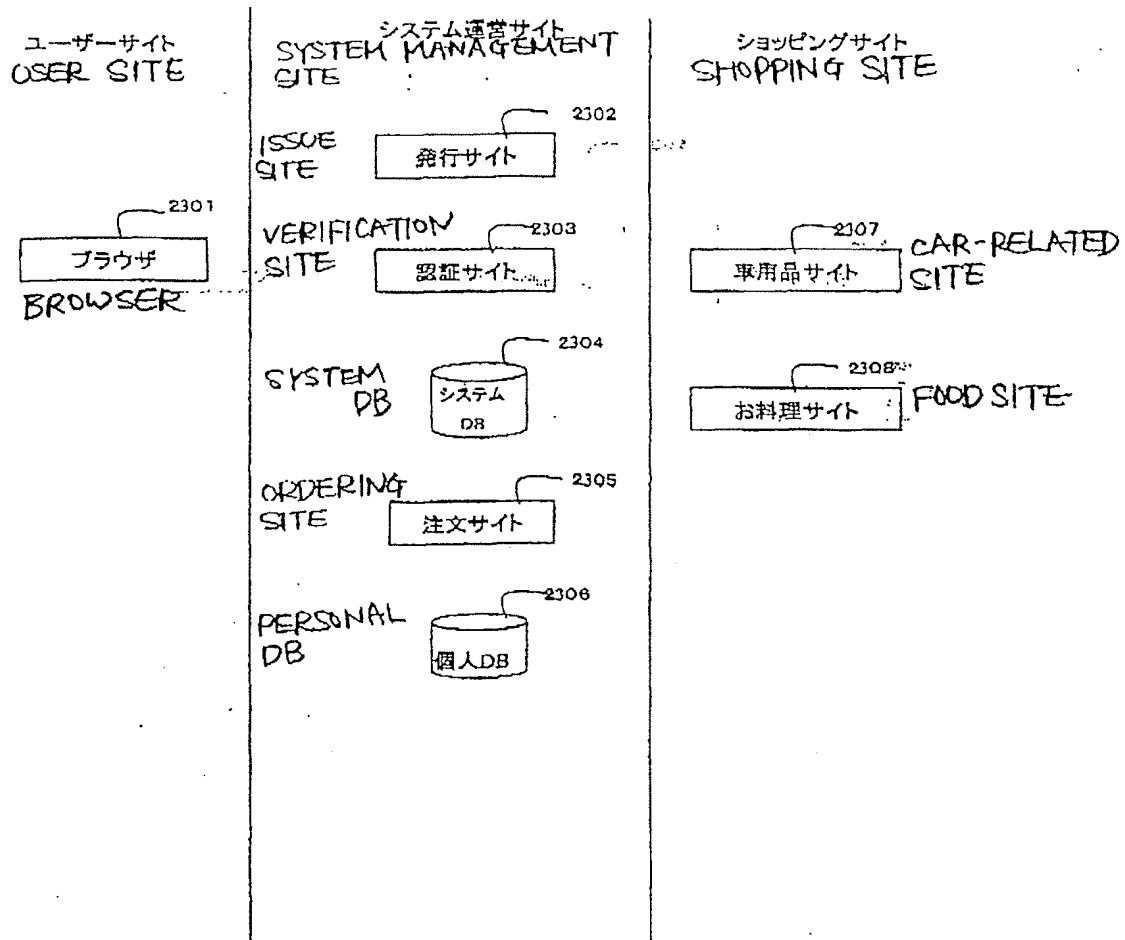 ユーザーサイト
OSER SITE
2301
ブラウザ
BROWSER
システム運営サイト
SYSTEM MANAGEMENT
SITE
2302
ISSUE
SITE
発行サイト
VERIFICATION
SITE
2303
認証サイト
2304
SYSTEM
DB
システム
DB
ORDERING
SITE
2305
注文サイト
2306
PERSONAL
DB
個人DB
ショッピングサイト
SHOPPING SITE
2307
車用品サイト
CAR-RELATED
SITE
2308
お料理サイト
FOOD SITE